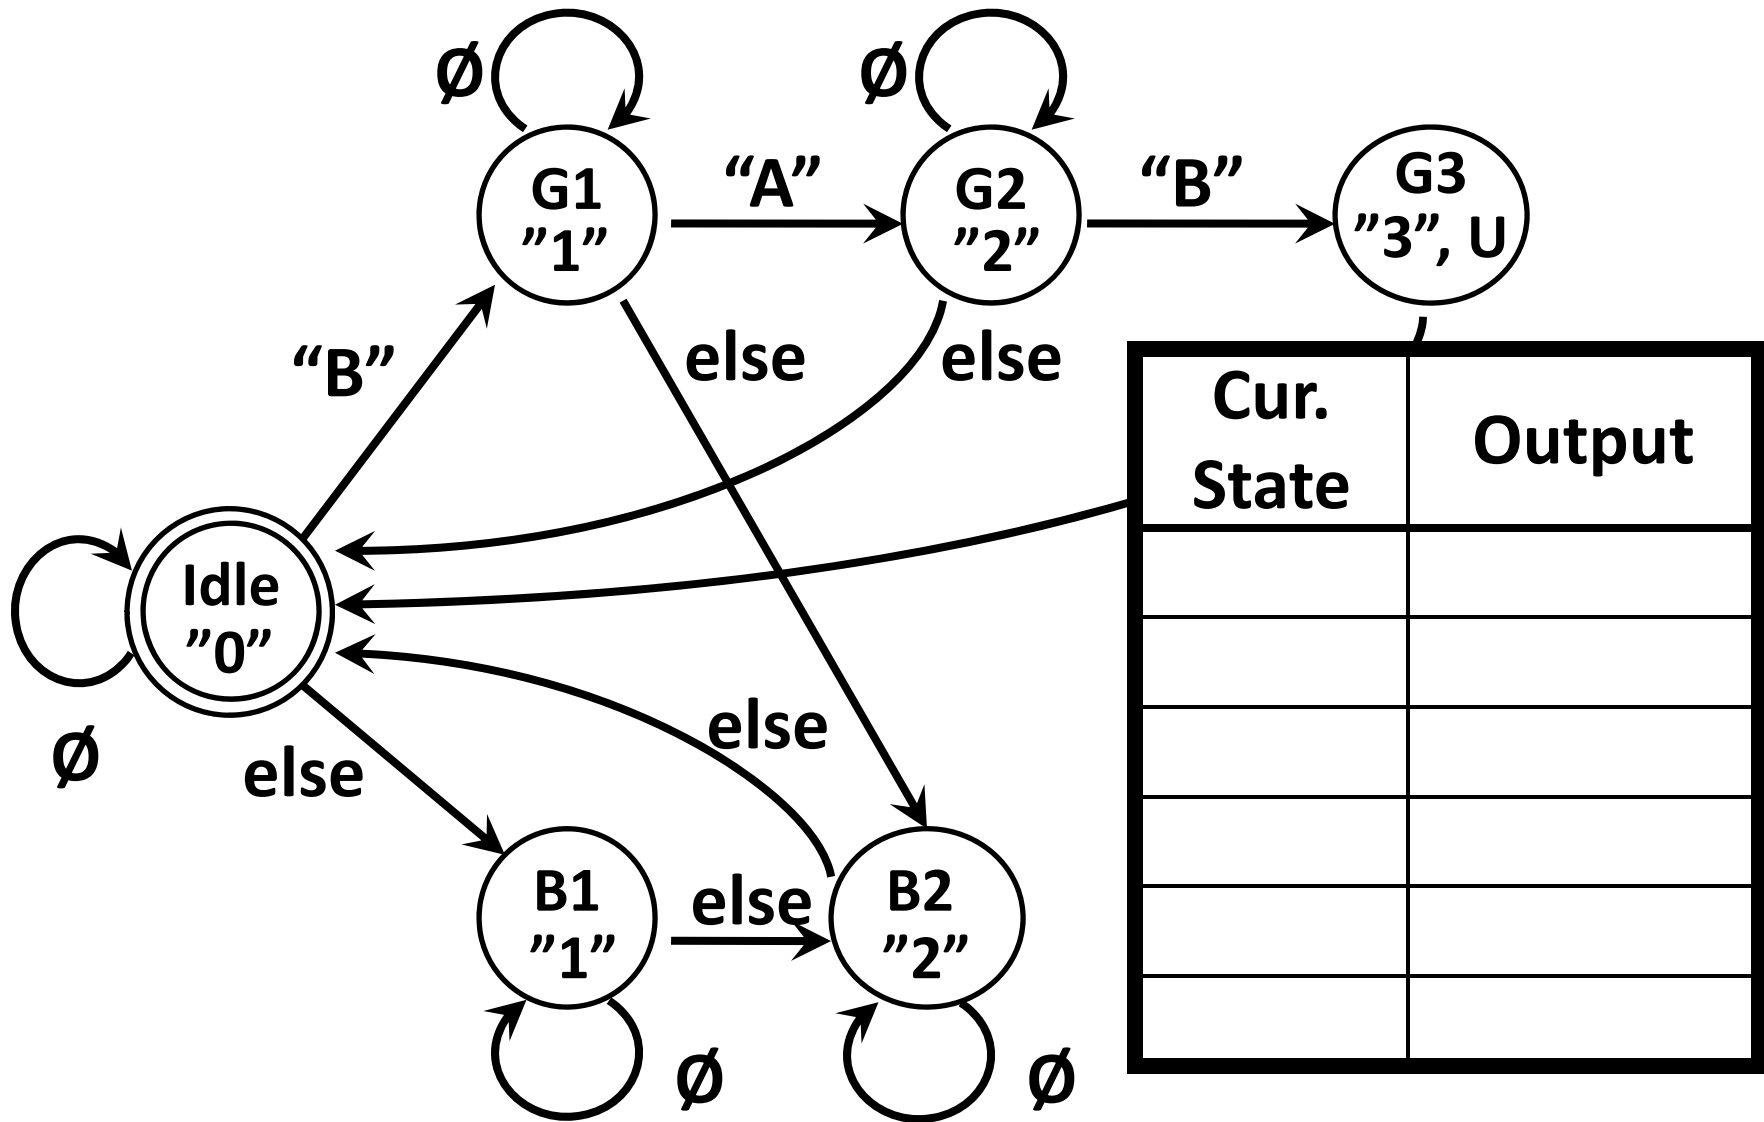 Ø
Ø
G1
”1”
“A”
G2
”2”
“B”
G3
”3”, U
“B”
else
else
Cur.
State
Output
Idle
”0”
Ø
else
else
B1
”1”
else
B2
”2”
Ø
Ø